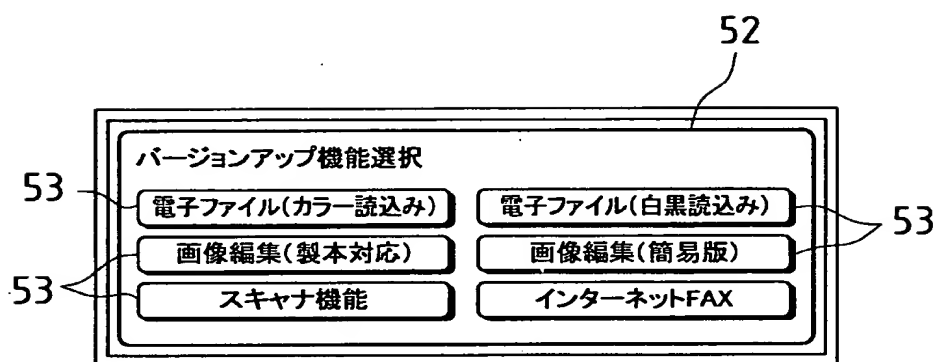 52
バージョンアップ機能選択
53
電子ファイル(カラー読込み)
電子ファイル(白黒読込み)
53
画像編集(製本対応)
画像編集(簡易版)
53
スキャナ機能
インターネットFAX